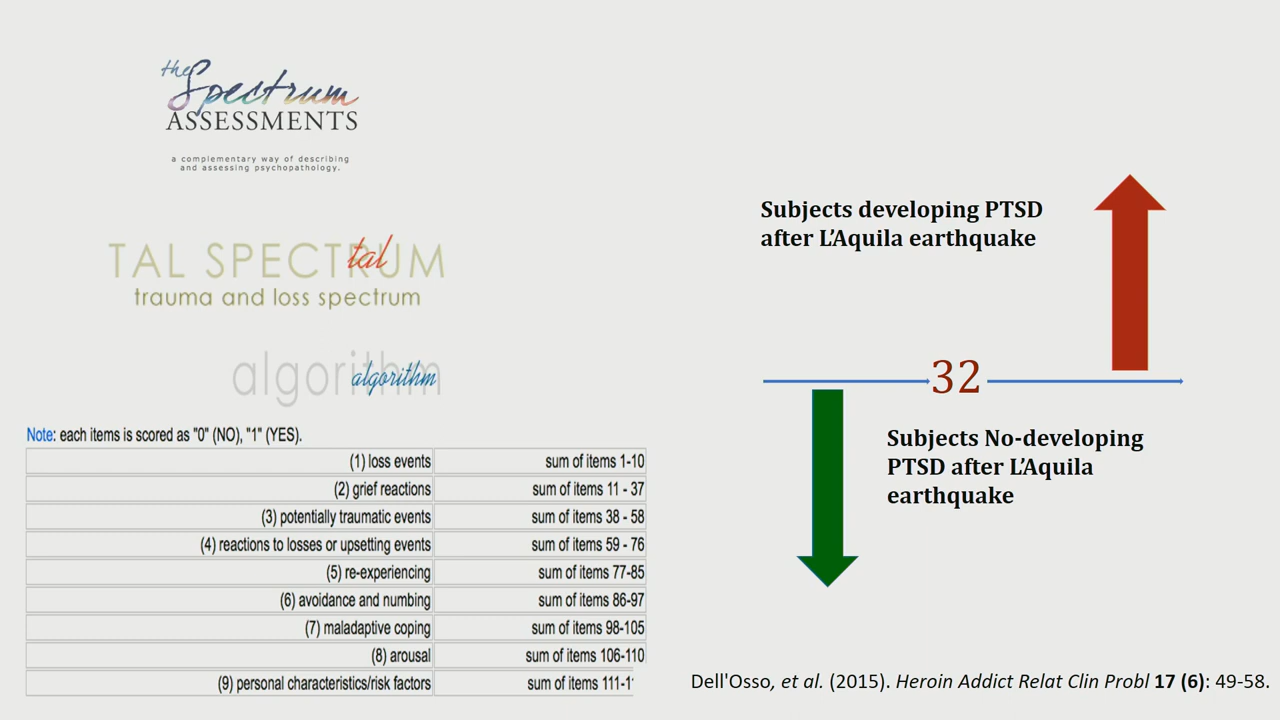 the Spectrum
ASSESSMENTS
a complementary way of describing
and assessing psychopathology.
TAL SPECTRUM
tal
trauma and loss spectrum
algorithm
algorithm
Note: each items is scored as "0" (NO), "1" (YES).
(1) loss events sum of items 1-10
(2) grief reactions sum of items 11 - 37
(3) potentially traumatic events sum of items 38 - 58
(4) reactions to losses or upsetting events sum of items 59 - 76
(5) re-experiencing sum of items 77-85
(6) avoidance and numbing sum of items 86-97
(7) maladaptive coping sum of items 98-105
(8) arousal sum of items 106-110
(9) personal characteristics/risk factors sum of items
Subjects developing PTSD
after L'Aquila earthquake
32
Subjects No-developing
PTSD after L'Aquila
earthquake
Dell'Osso, et al. (2015). Heroin Addict Relat Clin Probl 17 (6): 49-58.